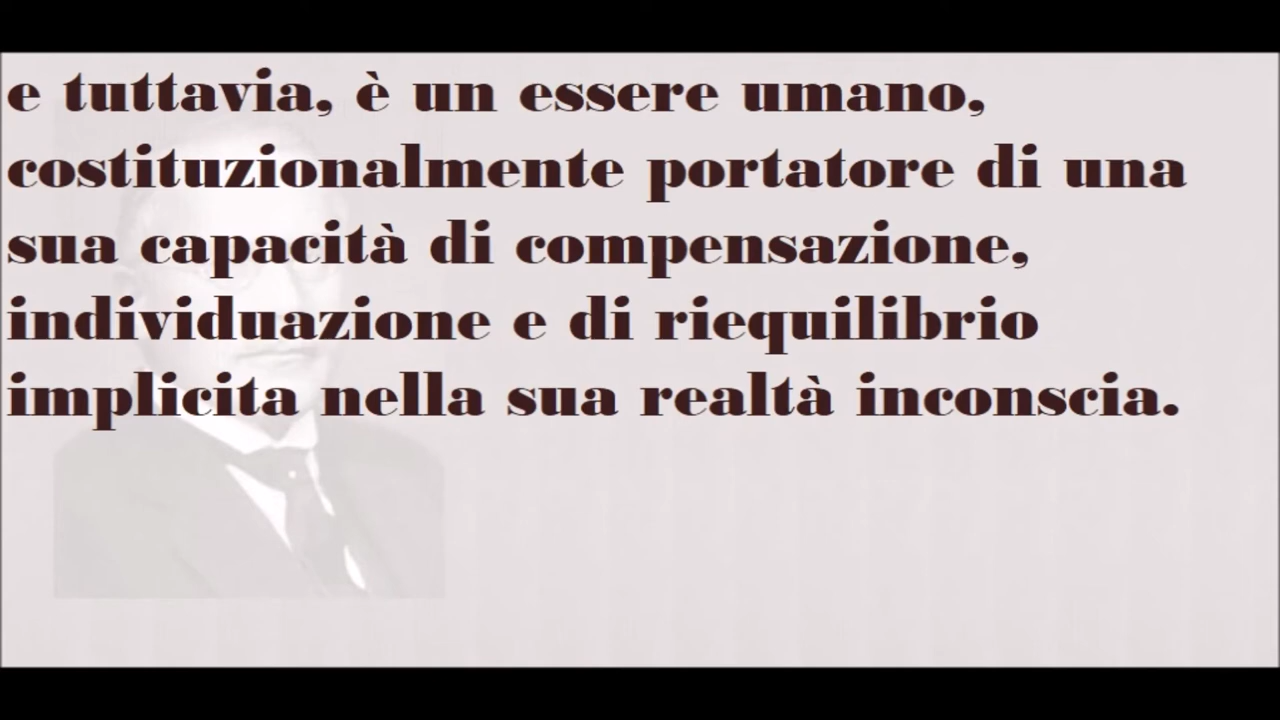 e tuttavia, è un essere umano,
costituzionalmente portatore di una
sua capacità di compensazione,
individuazione e di riequilibrio
implicita nella sua realtà inconscia.